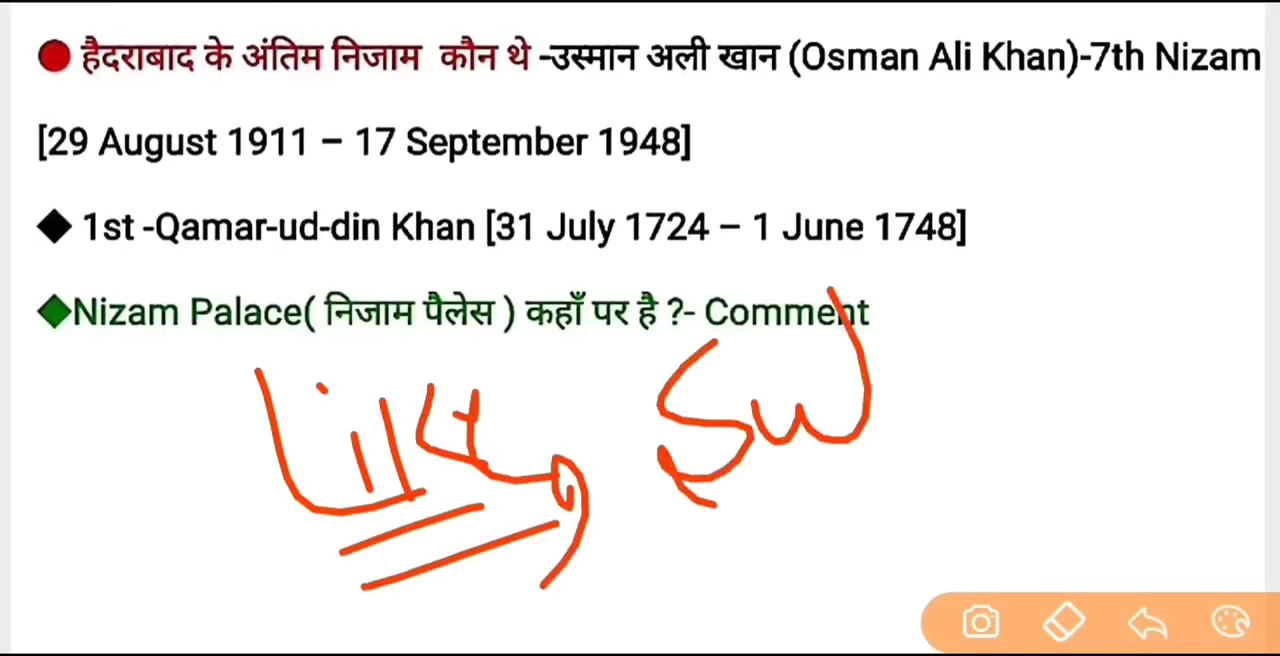 हैदराबाद के अंतिम निजाम कौन थे -उस्मान अली खान (Osman Ali Khan)-7th Nizam
[29 August 1911 – 17 September 1948]
1st -Qamar-ud-din Khan [31 July 1724 – 1 June 1748]
Nizam Palace( निजाम पैलेस ) कहाँ पर है ?- Comment